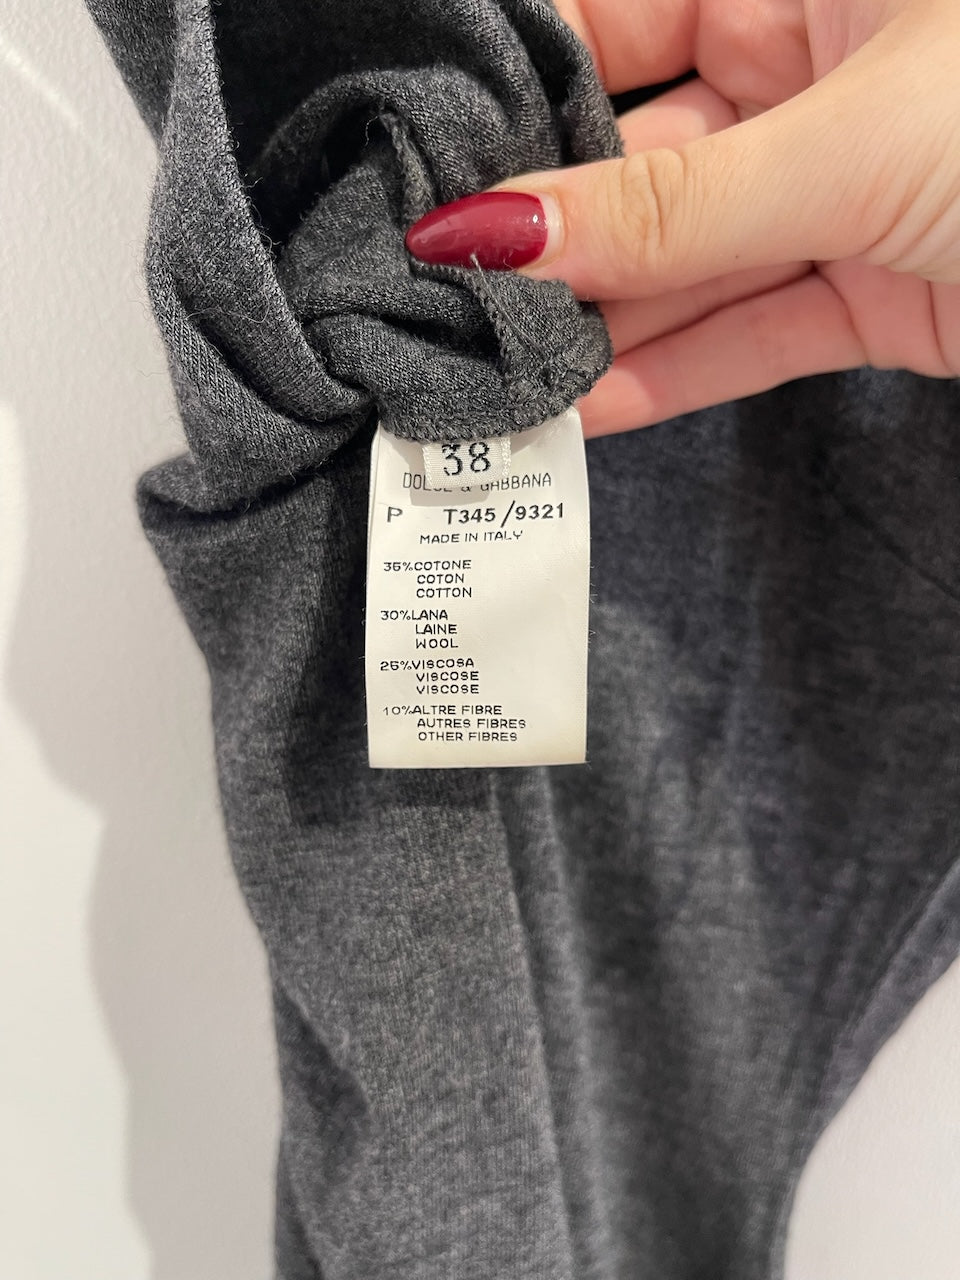 38
DOLCE & GABBANA
P T345/9321
MADE IN ITALY
35%COTONE
COTON
COTTON
30%LANA
LAINE
WOOL
25%VISCOSA
VISCOSE
VISCOSE
10%ALTRE FIBRE
AUTRES FIBRES
OTHER FIBRES